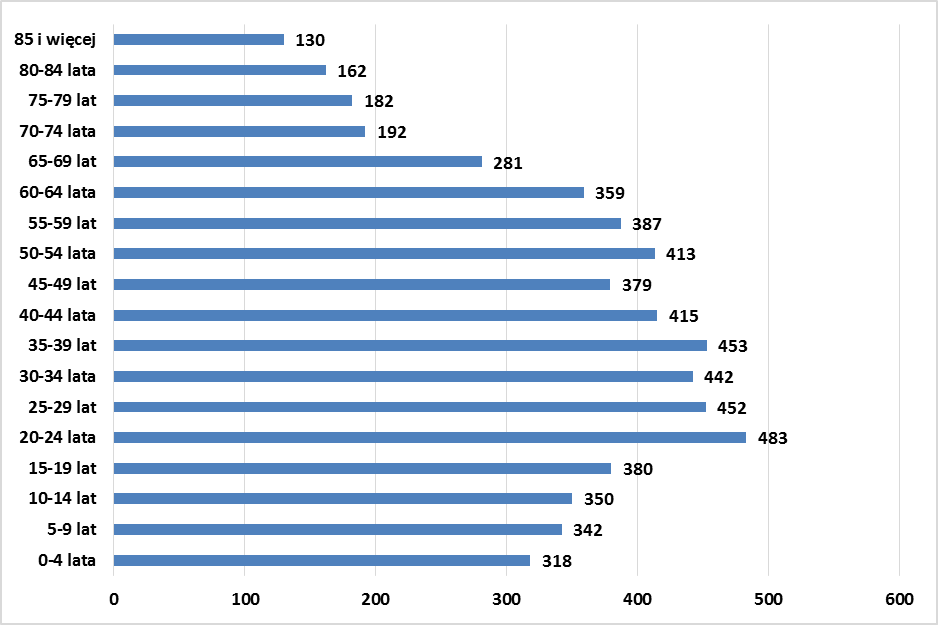 85 i więcej 130
80-84 lata 162
75-79 lat 182
70-74 lata 192
65-69 lat 281
60-64 lata 359
55-59 lat 387
50-54 lata 413
45-49 lat 379
40-44 lata 415
35-39 lat 453
30-34 lata 442
25-29 lat 452
20-24 lata 483
15-19 lat 380
10-14 lat 350
5-9 lat 342
0-4 lata 318
0 100 200 300 400 500 600